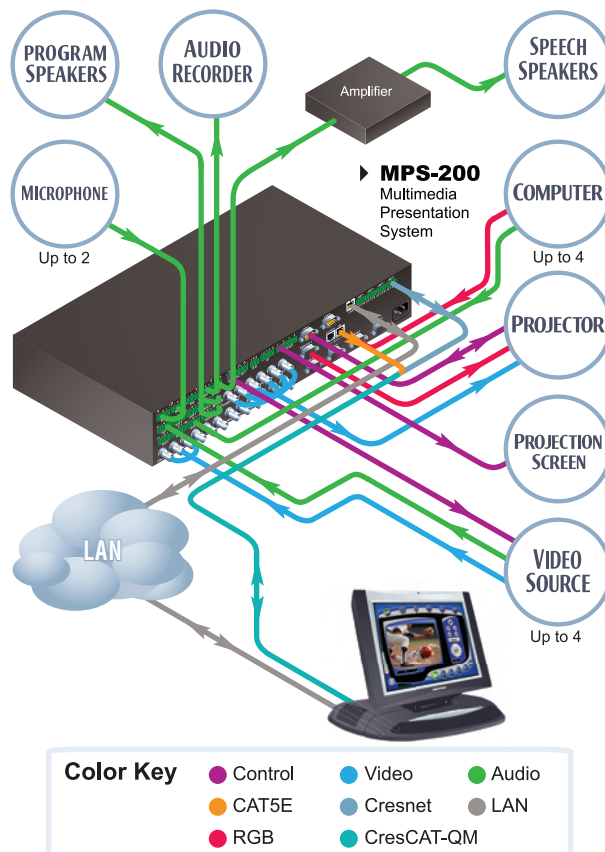 PROGRAM
SPEAKERS
AUDIO
RECORDER
Amplifier
SPEECH
SPEAKERS
MICROPHONE
Up to 2
MPS-200
Multimedia
Presentation
System
COMPUTER
Up to 4
PROJECTOR
PROJECTION
SCREEN
LAN
VIDEO
SOURCE
Up to 4
Color Key
Control
Video
Audio
CAT5E
Cresnet
LAN
RGB
CresCAT-QM